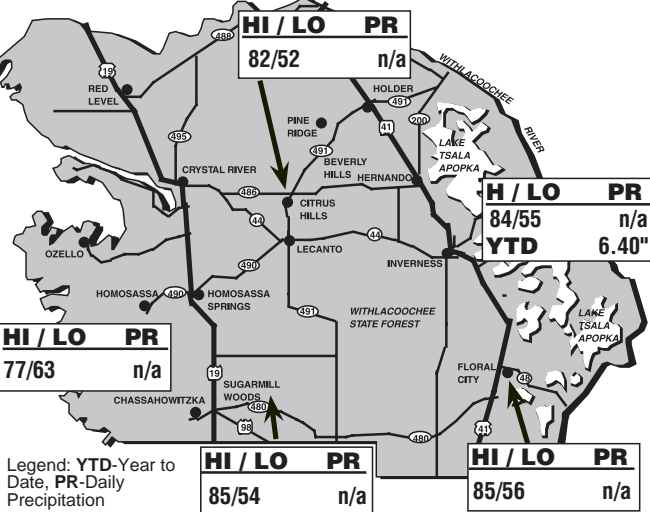 HI / LO PR
82/52 n/a
488
19
RED
LEVEL
HOLDER
491
WITHLACOOCHEE
RIVER
PINE
RIDGE
41
200
495
491
LAKE
TSALA
APOPKA
BEVERLY
HILLS
CRYSTAL RIVER
HERNANDO
486
HI / LO PR
84/55 n/a
YTD 6.40"
CITRUS
HILLS
44
44
LECANTO
OZELLO
INVERNESS
490
HOMOSASSA
490
HOMOSASSA
SPRINGS
491
WITHLACOOCHEE
STATE FOREST
LAKE
TSALA
APOPKA
HI / LO PR
77/63 n/a
19
FLORAL
CITY
48
SUGARMILL
WOODS
CHASSAHOWITZKA
480
98
480
41
HI / LO PR
85/54 n/a
HI / LO PR
85/56 n/a
Legend: YTD-Year to
Date, PR-Daily
Precipitation